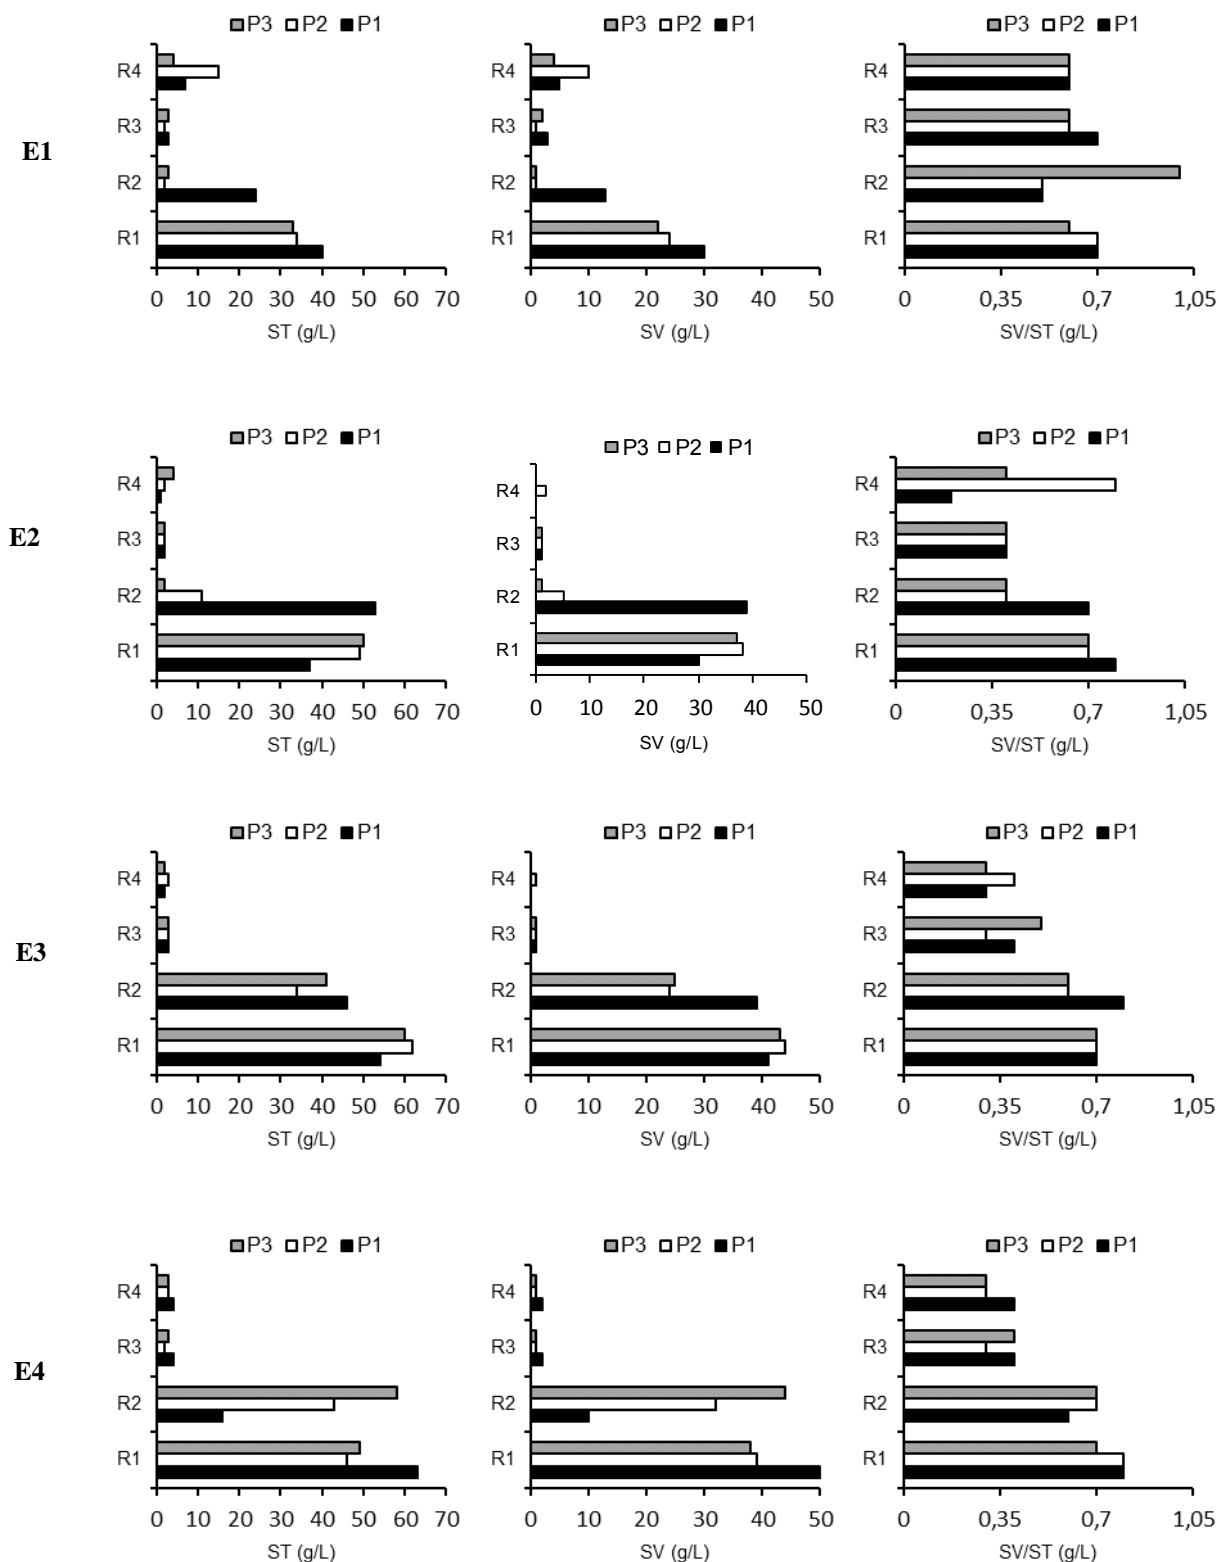 P3 P2 P1 P3 P2 P1 P3 P2 P1
R4 R4 R4
R3 R3 R3
E1
R2 R2 R2
R1 R1 R1
0 10 20 30 40 50 60 70 0 10 20 30 40 50 0 0,35 0,7 1,05
ST (g/L) SV (g/L) SV/ST (g/L)
P3 P2 P1 P3 P2 P1 P3 P2 P1
R4 R4 R4
E2 R3 R3 R3
R2 R2 R2
R1 R1 R1
0 10 20 30 40 50 60 70 0 10 20 30 40 50 0 0,35 0,7 1,05
ST (g/L) SV (g/L) SV/ST (g/L)
P3 P2 P1 P3 P2 P1 P3 P2 P1
R4 R4 R4
R3 R3 R3
E3
R2 R2 R2
R1 R1 R1
0 10 20 30 40 50 60 70 0 10 20 30 40 50 0 0,35 0,7 1,05
ST (g/L) SV (g/L) SV/ST (g/L)
P3 P2 P1 P3 P2 P1 P3 P2 P1
R4 R4 R4
R3 R3 R3
E4
R2 R2 R2
R1 R1 R1
0 10 20 30 40 50 60 70 0 10 20 30 40 50 0 0,35 0,7 1,05
ST (g/L) SV (g/L) SV/ST (g/L)